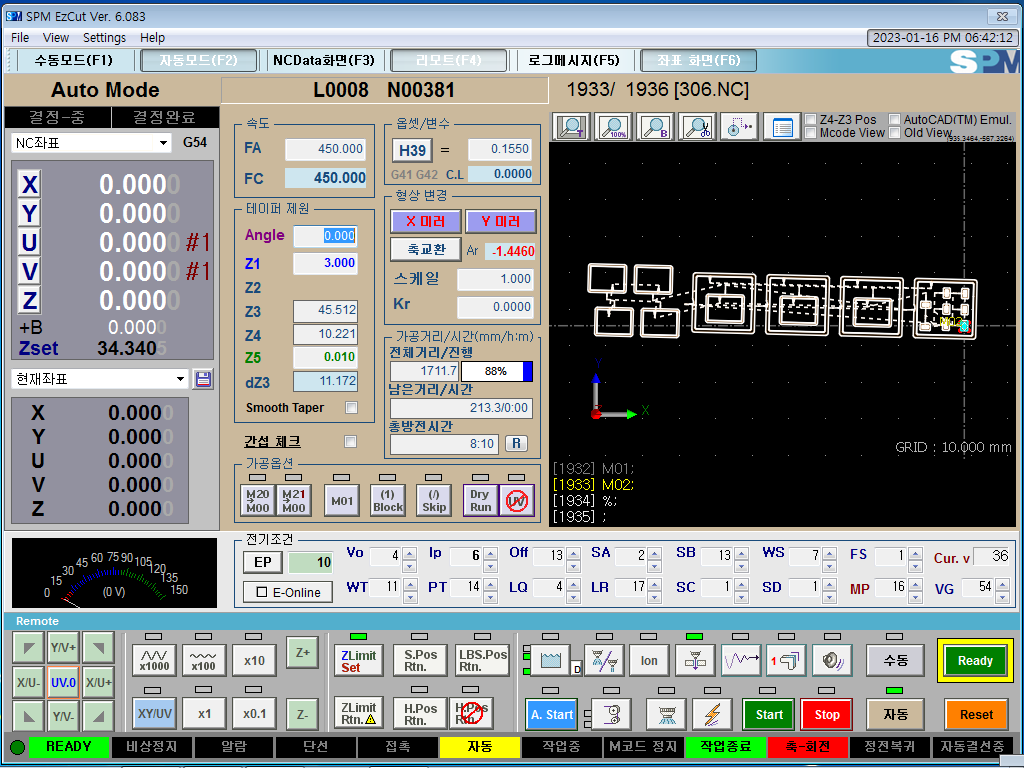 SPM EzCut Ver. 6.083
File View Settings Help
2023-01-16 PM 06:42:12
수동모드(F1) 자동모드(F2) NCData화면(F3) 리모트(F4) 로그메시지(F5) 좌표 화면(F6) SPM
Auto Mode L0008 N00381 1933/ 1936 [306.NC]
결정-중 결정완료
NC좌표 G54
X 0.0000
Y 0.0000
U 0.0000 #1
V 0.0000 #1
Z 0.0000
+B 0.0000
Zset 34.3405
현재좌표
X 0.0000
Y 0.0000
U 0.0000
V 0.0000
Z 0.0000
속도
FA 450.000
FC 450.000
테이퍼 제원
Angle 0.000
Z1 3.000
Z2
Z3 45.512
Z4 10.221
Z5 0.010
dZ3 11.172
Smooth Taper
간섭 체크
옵셋/변수
H39 = 0.1550
G41 G42 C.L 0.0000
형상 변경
X 미러 Y 미러
축교환 Ar -1.4460
스케일 1.000
Kr 0.0000
가공거리/시간(mm/h:m)
전체거리/진행
1711.7 88%
남은거리/시간
213.3/0:00
총방전시간
8:10 R
가공옵션
M20 M00
M21 M00
M01
(1) Block
(/) Skip
Dry Run
UV
T 100% B
Z4-Z3 Pos AutoCAD(TM) Emul.
Mcode View Old View
GRID : 10.000 mm
Y
X
[1932] M01;
[1933] M02;
[1934] %;
[1935] ;
0 15 30 45 60 75 90 105 120 135 150
(0 V)
전기조건
EP 10 Vo 4 Ip 6 Off 13 SA 2 SB 13 WS 7 FS 1 Cur. v 36
E-Online WT 11 PT 14 LQ 4 LR 17 SC 1 SD 1 MP 16 VG 54
Remote
Y/V+
X/U- UV.0 X/U+
Y/V-
x1000 x100 x10 Z+
XY/UV x1 x0.1 Z-
ZLimit Set S.Pos Rtn. LBS.Pos Rtn.
ZLimit Rtn. H.Pos Rtn. H.Pos Rtn.
D Ion 1 수동 Ready
A. Start Start Stop 자동 Reset
READY 비상정지 알람 단선 접촉 자동 작업중 M코드 정지 작업종료 축-회전 정전복귀 자동결선중